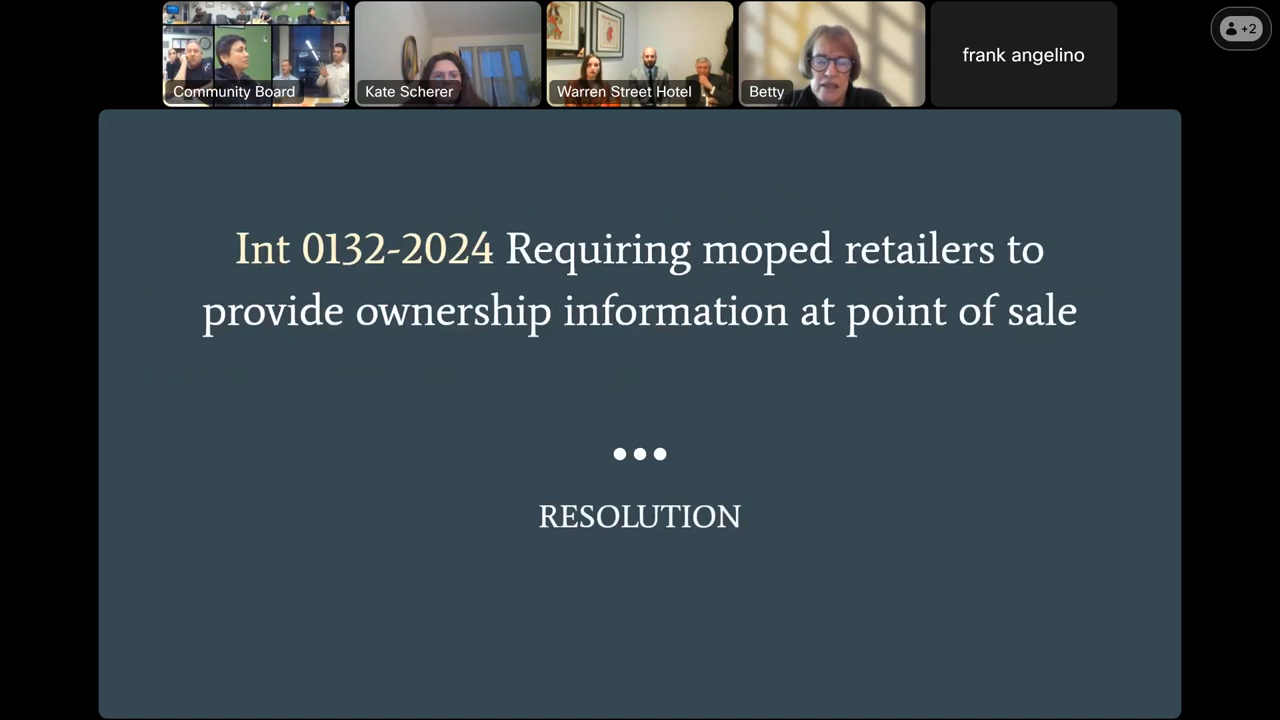 Community Board
Kate Scherer
Warren Street Hotel
Betty
frank angelino
+2
Int 0132-2024 Requiring moped retailers to
provide ownership information at point of sale
RESOLUTION